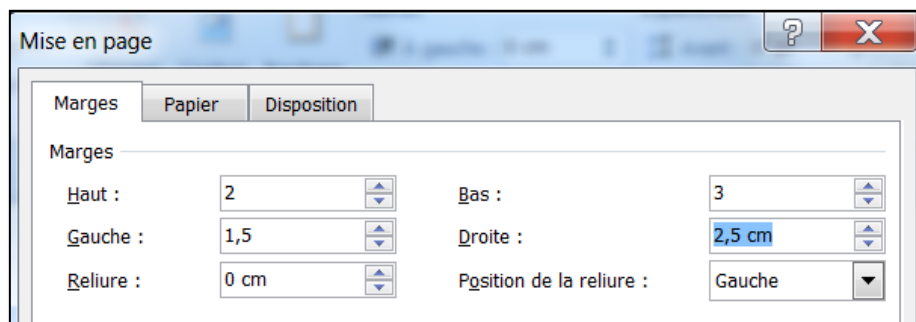 Mise en page
Marges Papier Disposition
Marges
Haut : 2 Bas : 3
Gauche : 1,5 Droite : 2,5 cm
Reliure : 0 cm Position de la reliure : Gauche